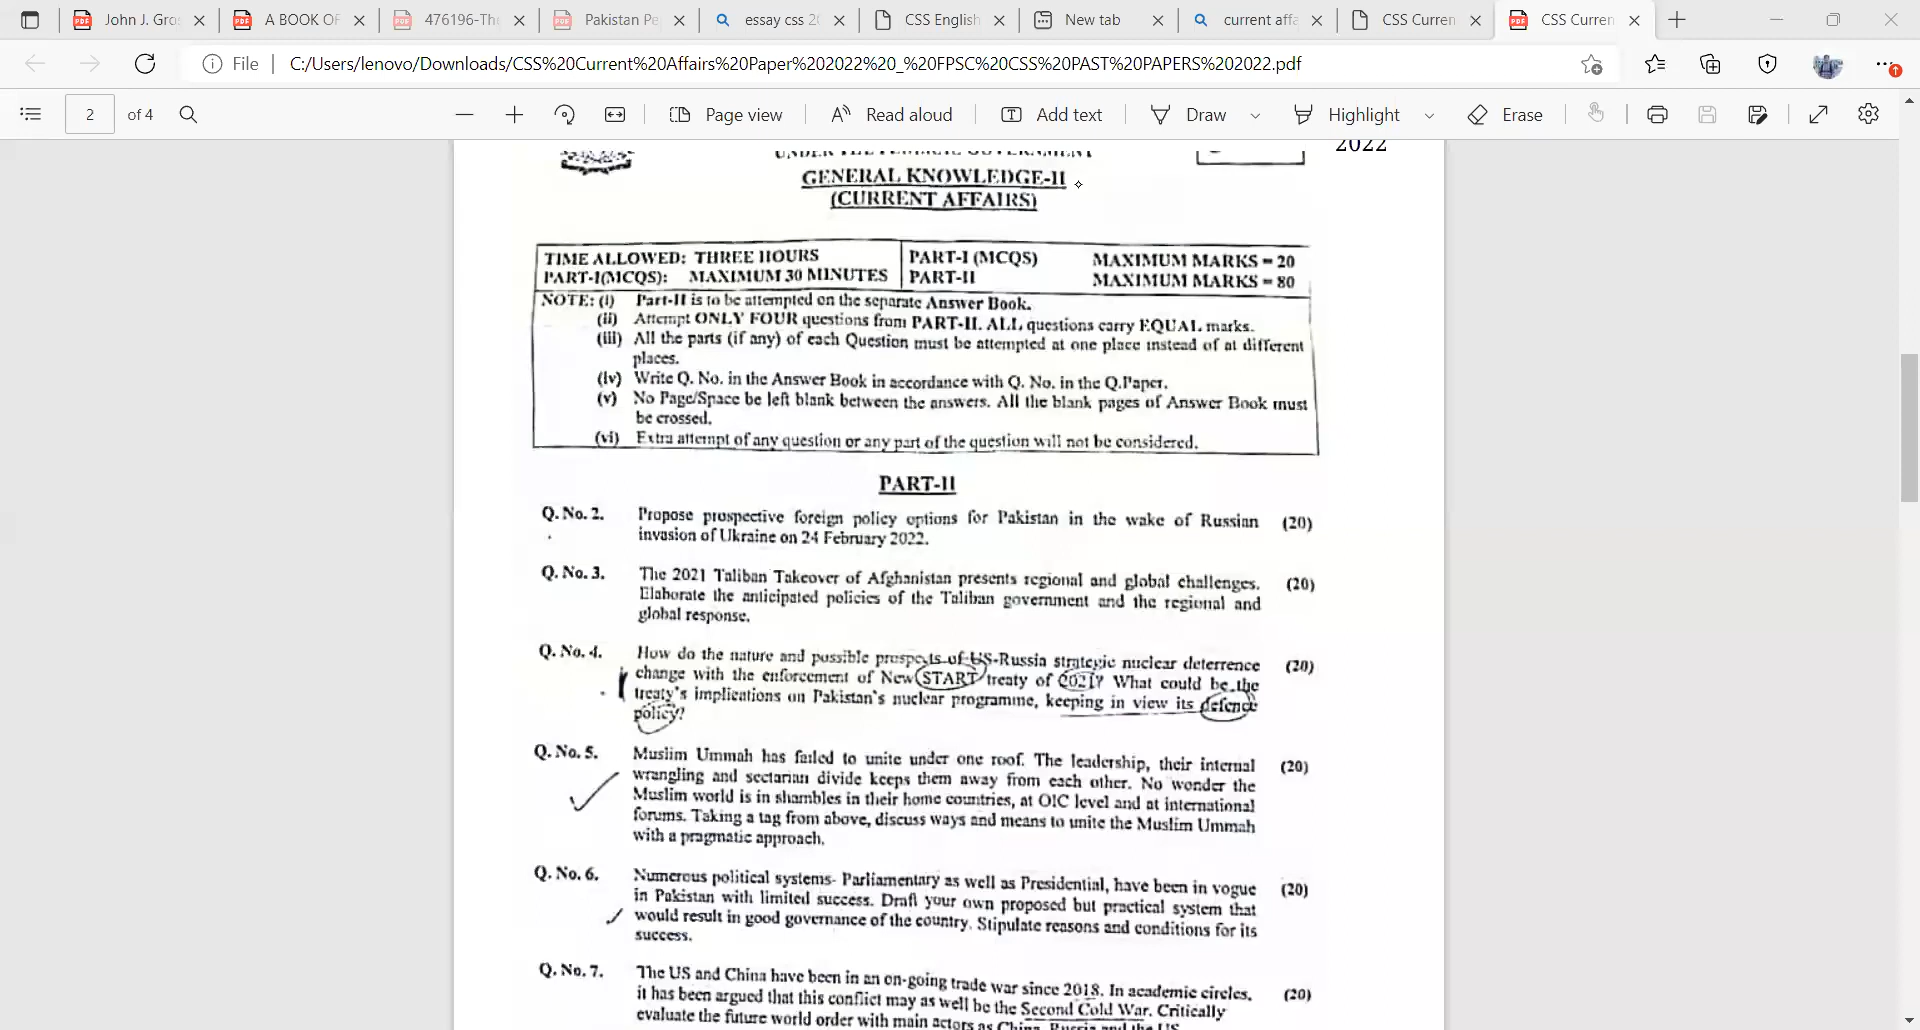 John J. Gro
A BOOK OF
476196-Th
Pakistan Pe
essay css 20
CSS English
New tab
current affa
CSS Curren
CSS Curren
File
C:/Users/lenovo/Downloads/CSS%20Current%20Affairs%20Paper%202022%20_%20FPSC%20CSS%20PAST%20PAPERS%202022.pdf
2 of 4
Page view
Read aloud
Add text
Draw
Highlight
Erase
2022
UNDER THE FEDERAL GOVERNMENT
GENERAL KNOWLEDGE-II
(CURRENT AFFAIRS)
TIME ALLOWED: THREE HOURS PART-I (MCQS) MAXIMUM MARKS = 20
PART-I(MCQS): MAXIMUM 30 MINUTES PART-II MAXIMUM MARKS = 80
NOTE: (i) Part-II is to be attempted on the separate Answer Book.
(ii) Attempt ONLY FOUR questions from PART-II. ALL questions carry EQUAL marks.
(iii) All the parts (if any) of each Question must be attempted at one place instead of at different
places.
(iv) Write Q. No. in the Answer Book in accordance with Q. No. in the Q.Paper.
(v) No Page/Space be left blank between the answers. All the blank pages of Answer Book must
be crossed.
(vi) Extra attempt of any question or any part of the question will not be considered.
PART-II
Q. No. 2. Propose prospective foreign policy options for Pakistan in the wake of Russian (20)
invasion of Ukraine on 24 February 2022.
Q. No. 3. The 2021 Taliban Takeover of Afghanistan presents regional and global challenges. (20)
Elaborate the anticipated policies of the Taliban government and the regional and
global response.
Q. No. 4. How do the nature and possible prospects of US-Russia strategic nuclear deterrence (20)
change with the enforcement of New START treaty of 2021? What could be the
treaty's implications on Pakistan's nuclear programme, keeping in view its defence
policy?
Q. No. 5. Muslim Ummah has failed to unite under one roof. The leadership, their internal (20)
wrangling and sectarian divide keeps them away from each other. No wonder the
Muslim world is in shambles in their home countries, at OIC level and at international
forums. Taking a tag from above, discuss ways and means to unite the Muslim Ummah
with a pragmatic approach.
Q. No. 6. Numerous political systems- Parliamentary as well as Presidential, have been in vogue (20)
in Pakistan with limited success. Draft your own proposed but practical system that
would result in good governance of the country. Stipulate reasons and conditions for its
success.
Q. No. 7. The US and China have been in an on-going trade war since 2018. In academic circles, (20)
it has been argued that this conflict may as well be the Second Cold War. Critically
evaluate the future world order with main actors as China, Russia and the US